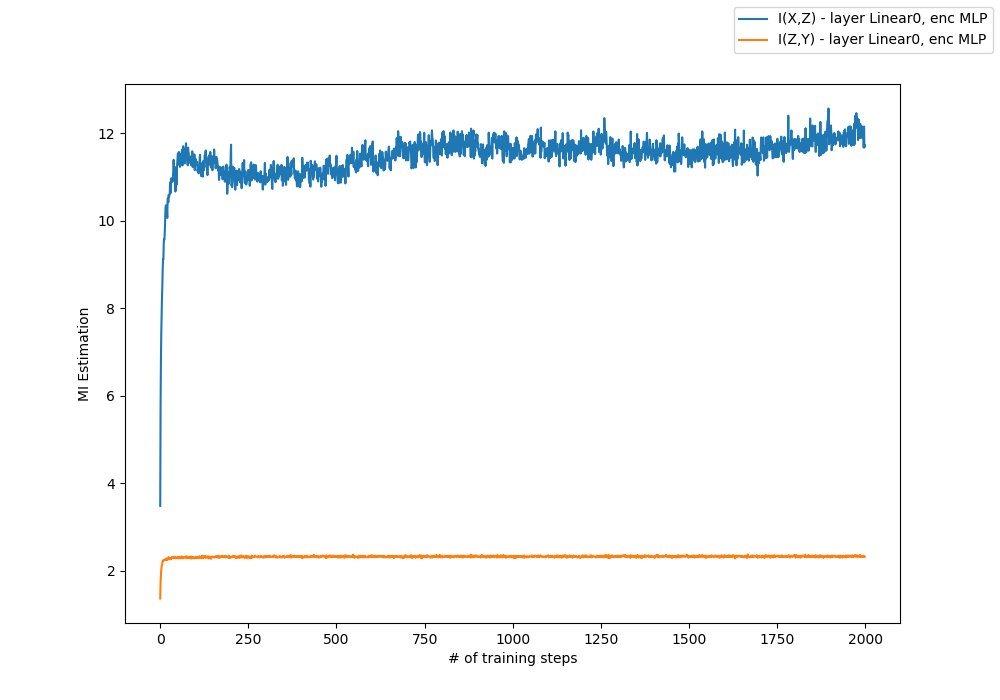 I(X,Z) - layer Linear0, enc MLP
I(Z,Y) - layer Linear0, enc MLP
12
10
8
6
4
2
MI Estimation
0 250 500 750 1000 1250 1500 1750 2000
# of training steps